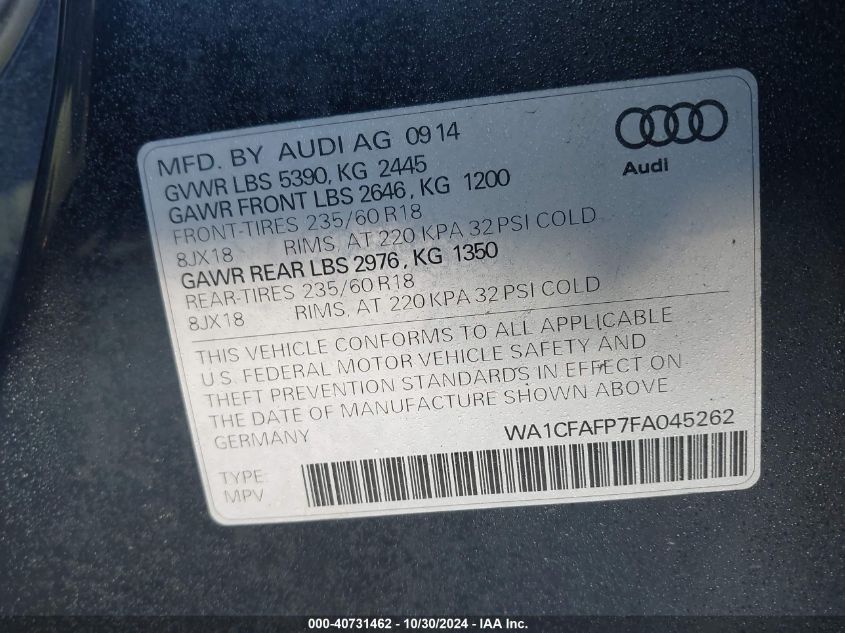 MFD. BY AUDI AG 09 14
GVWR LBS 5390, KG 2445
GAWR FRONT LBS 2646, KG 1200
FRONT-TIRES 235/60 R18
8JX18 RIMS, AT 220 KPA 32 PSI COLD
GAWR REAR LBS 2976, KG 1350
REAR-TIRES 235/60 R18
8JX18 RIMS, AT 220 KPA 32 PSI COLD
Audi
THIS VEHICLE CONFORMS TO ALL APPLICABLE
U.S. FEDERAL MOTOR VEHICLE SAFETY AND
THEFT PREVENTION STANDARDS IN EFFECT ON
THE DATE OF MANUFACTURE SHOWN ABOVE
GERMANY WA1CFAFP7FA045262
TYPE:
MPV
000-40731462 - 10/30/2024 - IAA Inc.